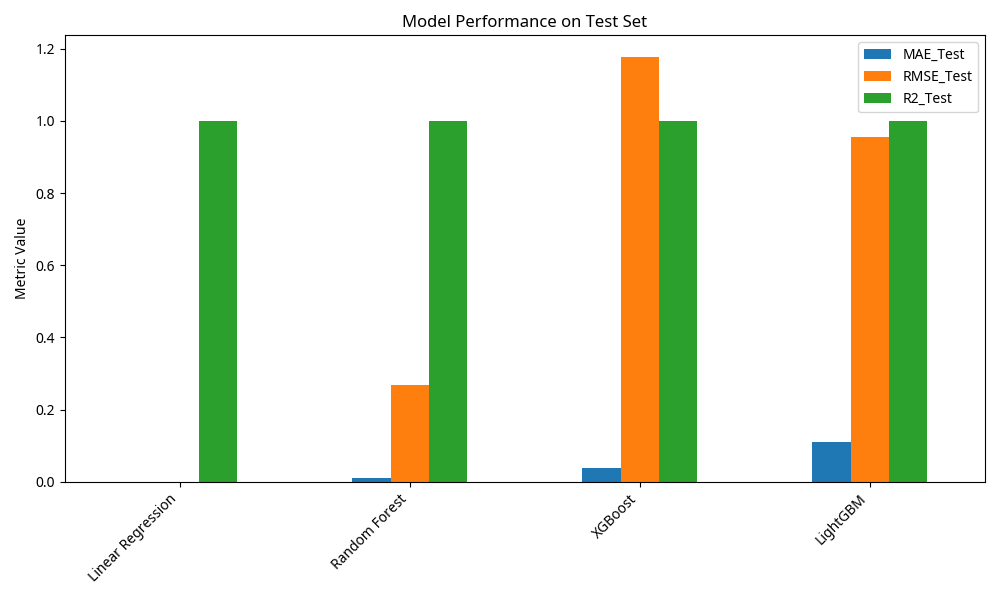 Model Performance on Test Set
MAE_Test
RMSE_Test
R2_Test
Metric Value
1.2
1.0
0.8
0.6
0.4
0.2
0.0
Linear Regression
Random Forest
XGBoost
LightGBM